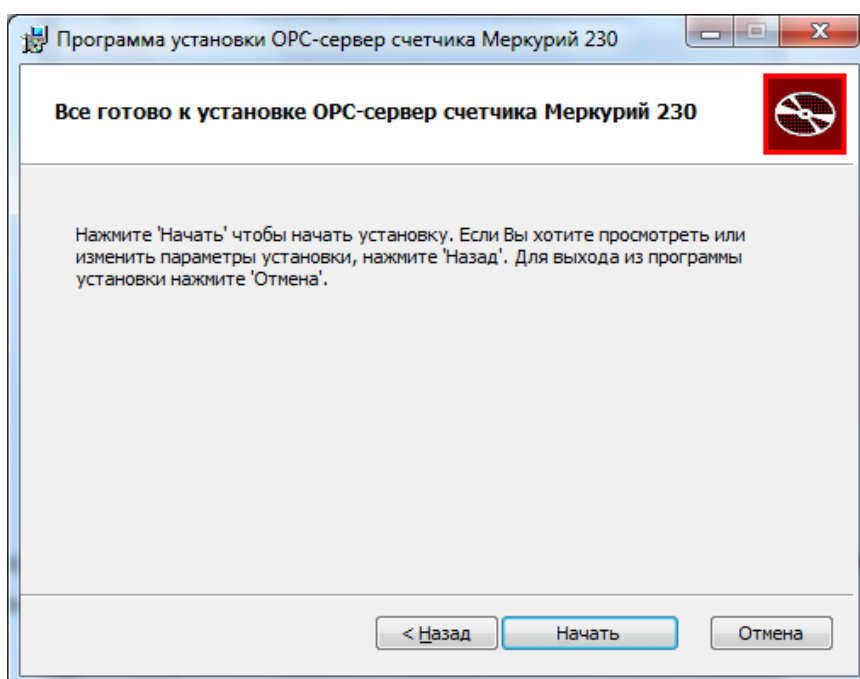 Программа установки OPC-сервер счетчика Меркурий 230
Все готово к установке OPC-сервер счетчика Меркурий 230
Нажмите 'Начать' чтобы начать установку. Если Вы хотите просмотреть или
изменить параметры установки, нажмите 'Назад'. Для выхода из программы
установки нажмите 'Отмена'.
< Назад
Начать
Отмена